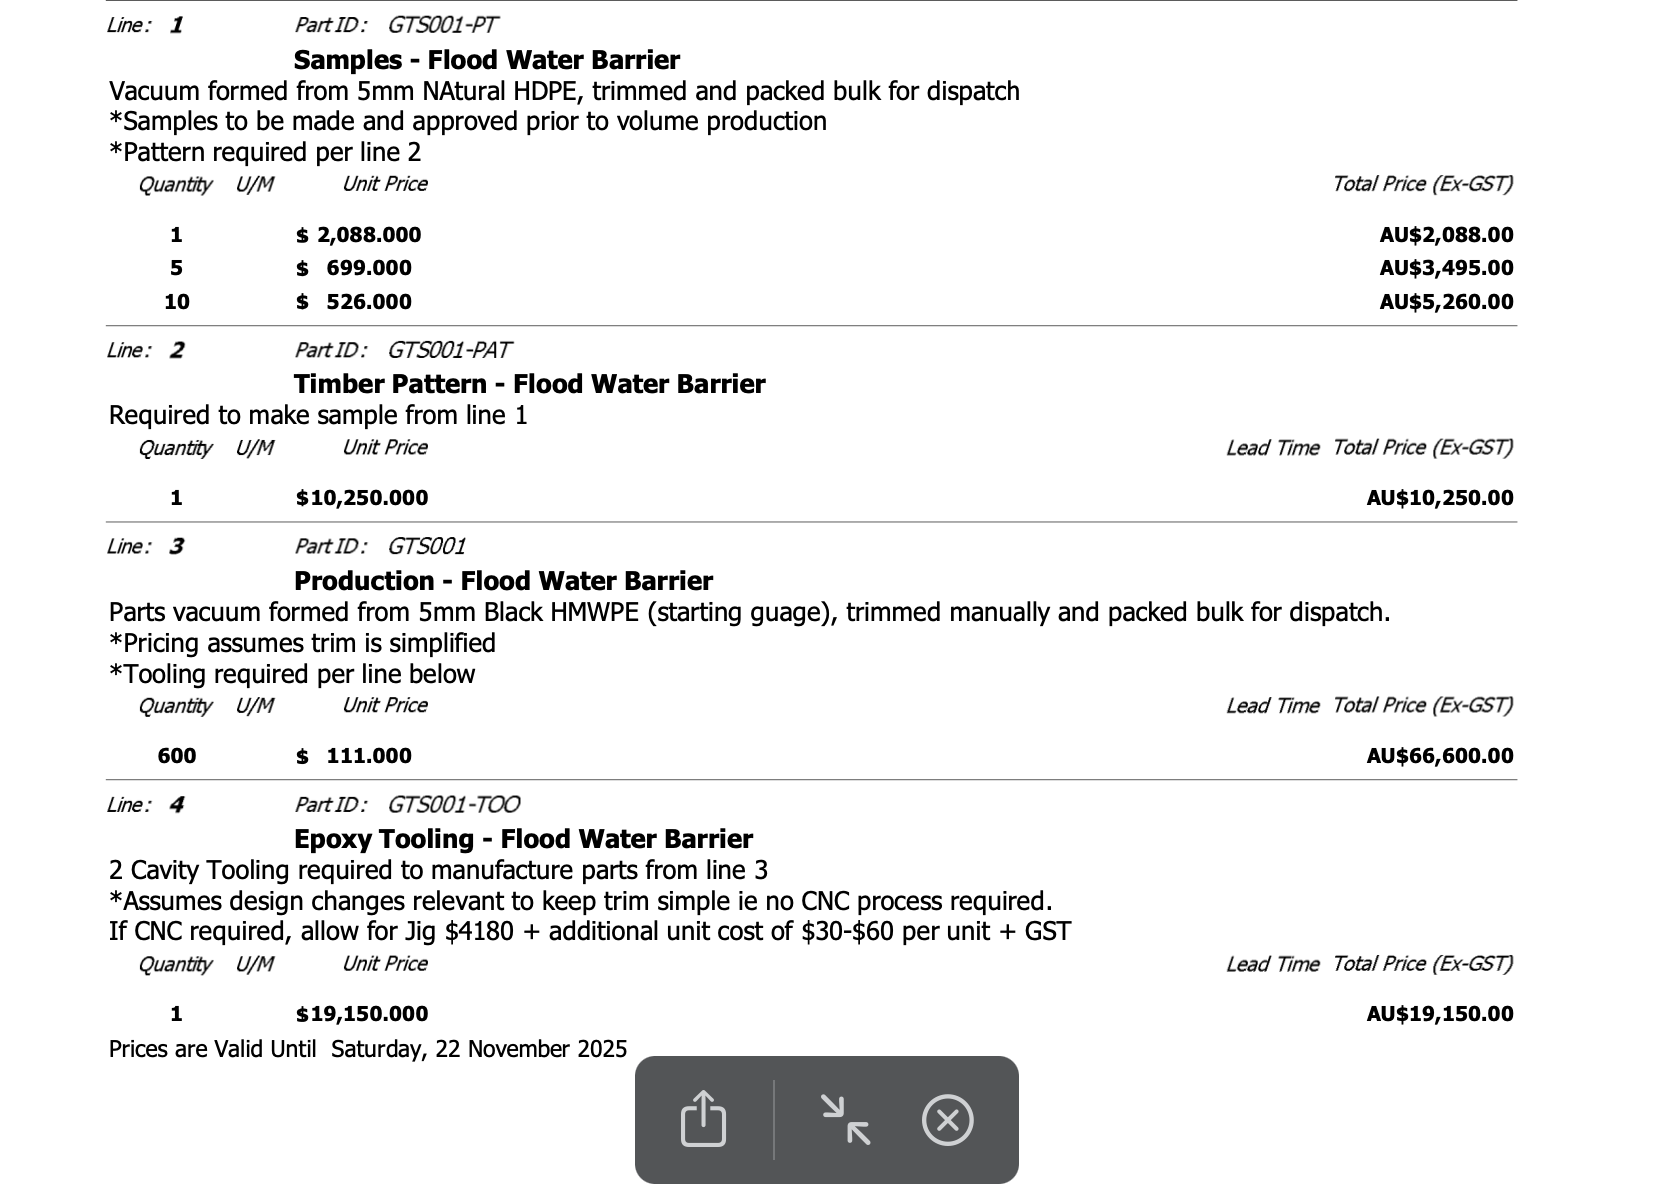 Line: 1 Part ID: GTS001-PT
Samples - Flood Water Barrier
Vacuum formed from 5mm NAtural HDPE, trimmed and packed bulk for dispatch
*Samples to be made and approved prior to volume production
*Pattern required per line 2
Quantity U/M Unit Price Total Price (Ex-GST)
1 $ 2,088.000 AU$2,088.00
5 $ 699.000 AU$3,495.00
10 $ 526.000 AU$5,260.00
Line: 2 Part ID: GTS001-PAT
Timber Pattern - Flood Water Barrier
Required to make sample from line 1
Quantity U/M Unit Price Lead Time Total Price (Ex-GST)
1 $10,250.000 AU$10,250.00
Line: 3 Part ID: GTS001
Production - Flood Water Barrier
Parts vacuum formed from 5mm Black HMWPE (starting guage), trimmed manually and packed bulk for dispatch.
*Pricing assumes trim is simplified
*Tooling required per line below
Quantity U/M Unit Price Lead Time Total Price (Ex-GST)
600 $ 111.000 AU$66,600.00
Line: 4 Part ID: GTS001-TOO
Epoxy Tooling - Flood Water Barrier
2 Cavity Tooling required to manufacture parts from line 3
*Assumes design changes relevant to keep trim simple ie no CNC process required.
If CNC required, allow for Jig $4180 + additional unit cost of $30-$60 per unit + GST
Quantity U/M Unit Price Lead Time Total Price (Ex-GST)
1 $19,150.000 AU$19,150.00
Prices are Valid Until Saturday, 22 November 2025